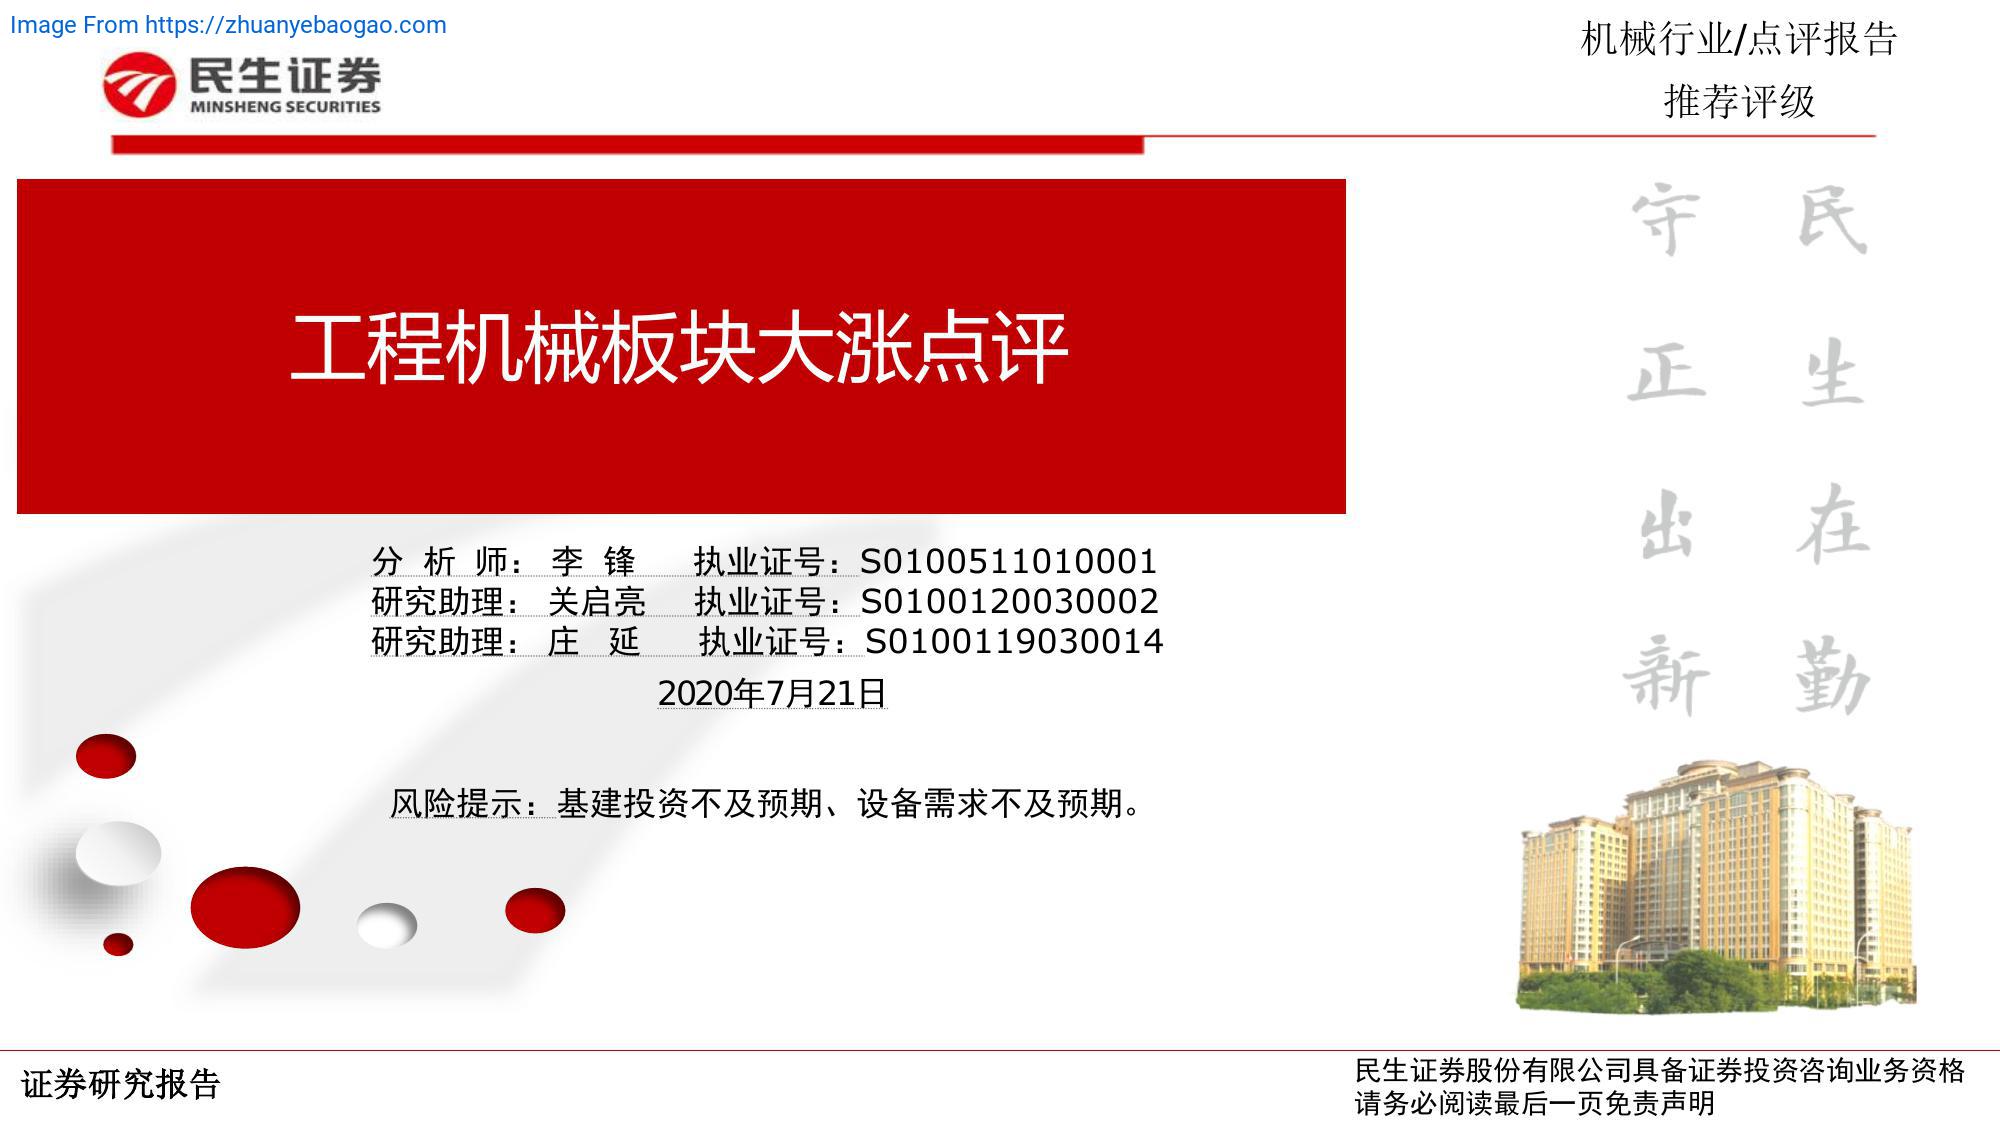 Image From https://zhuanyebaogao.com
民生证券
MINSHENG SECURITIES
机械行业/点评报告
推荐评级
工程机械板块大涨点评
分 析 师： 李 锋 执业证号：S0100511010001
研究助理： 关启亮 执业证号：S0100120030002
研究助理： 庄 延 执业证号：S0100119030014
2020年7月21日
风险提示：基建投资不及预期、设备需求不及预期。
民生在勤
守正出新
证券研究报告
民生证券股份有限公司具备证券投资咨询业务资格
请务必阅读最后一页免责声明